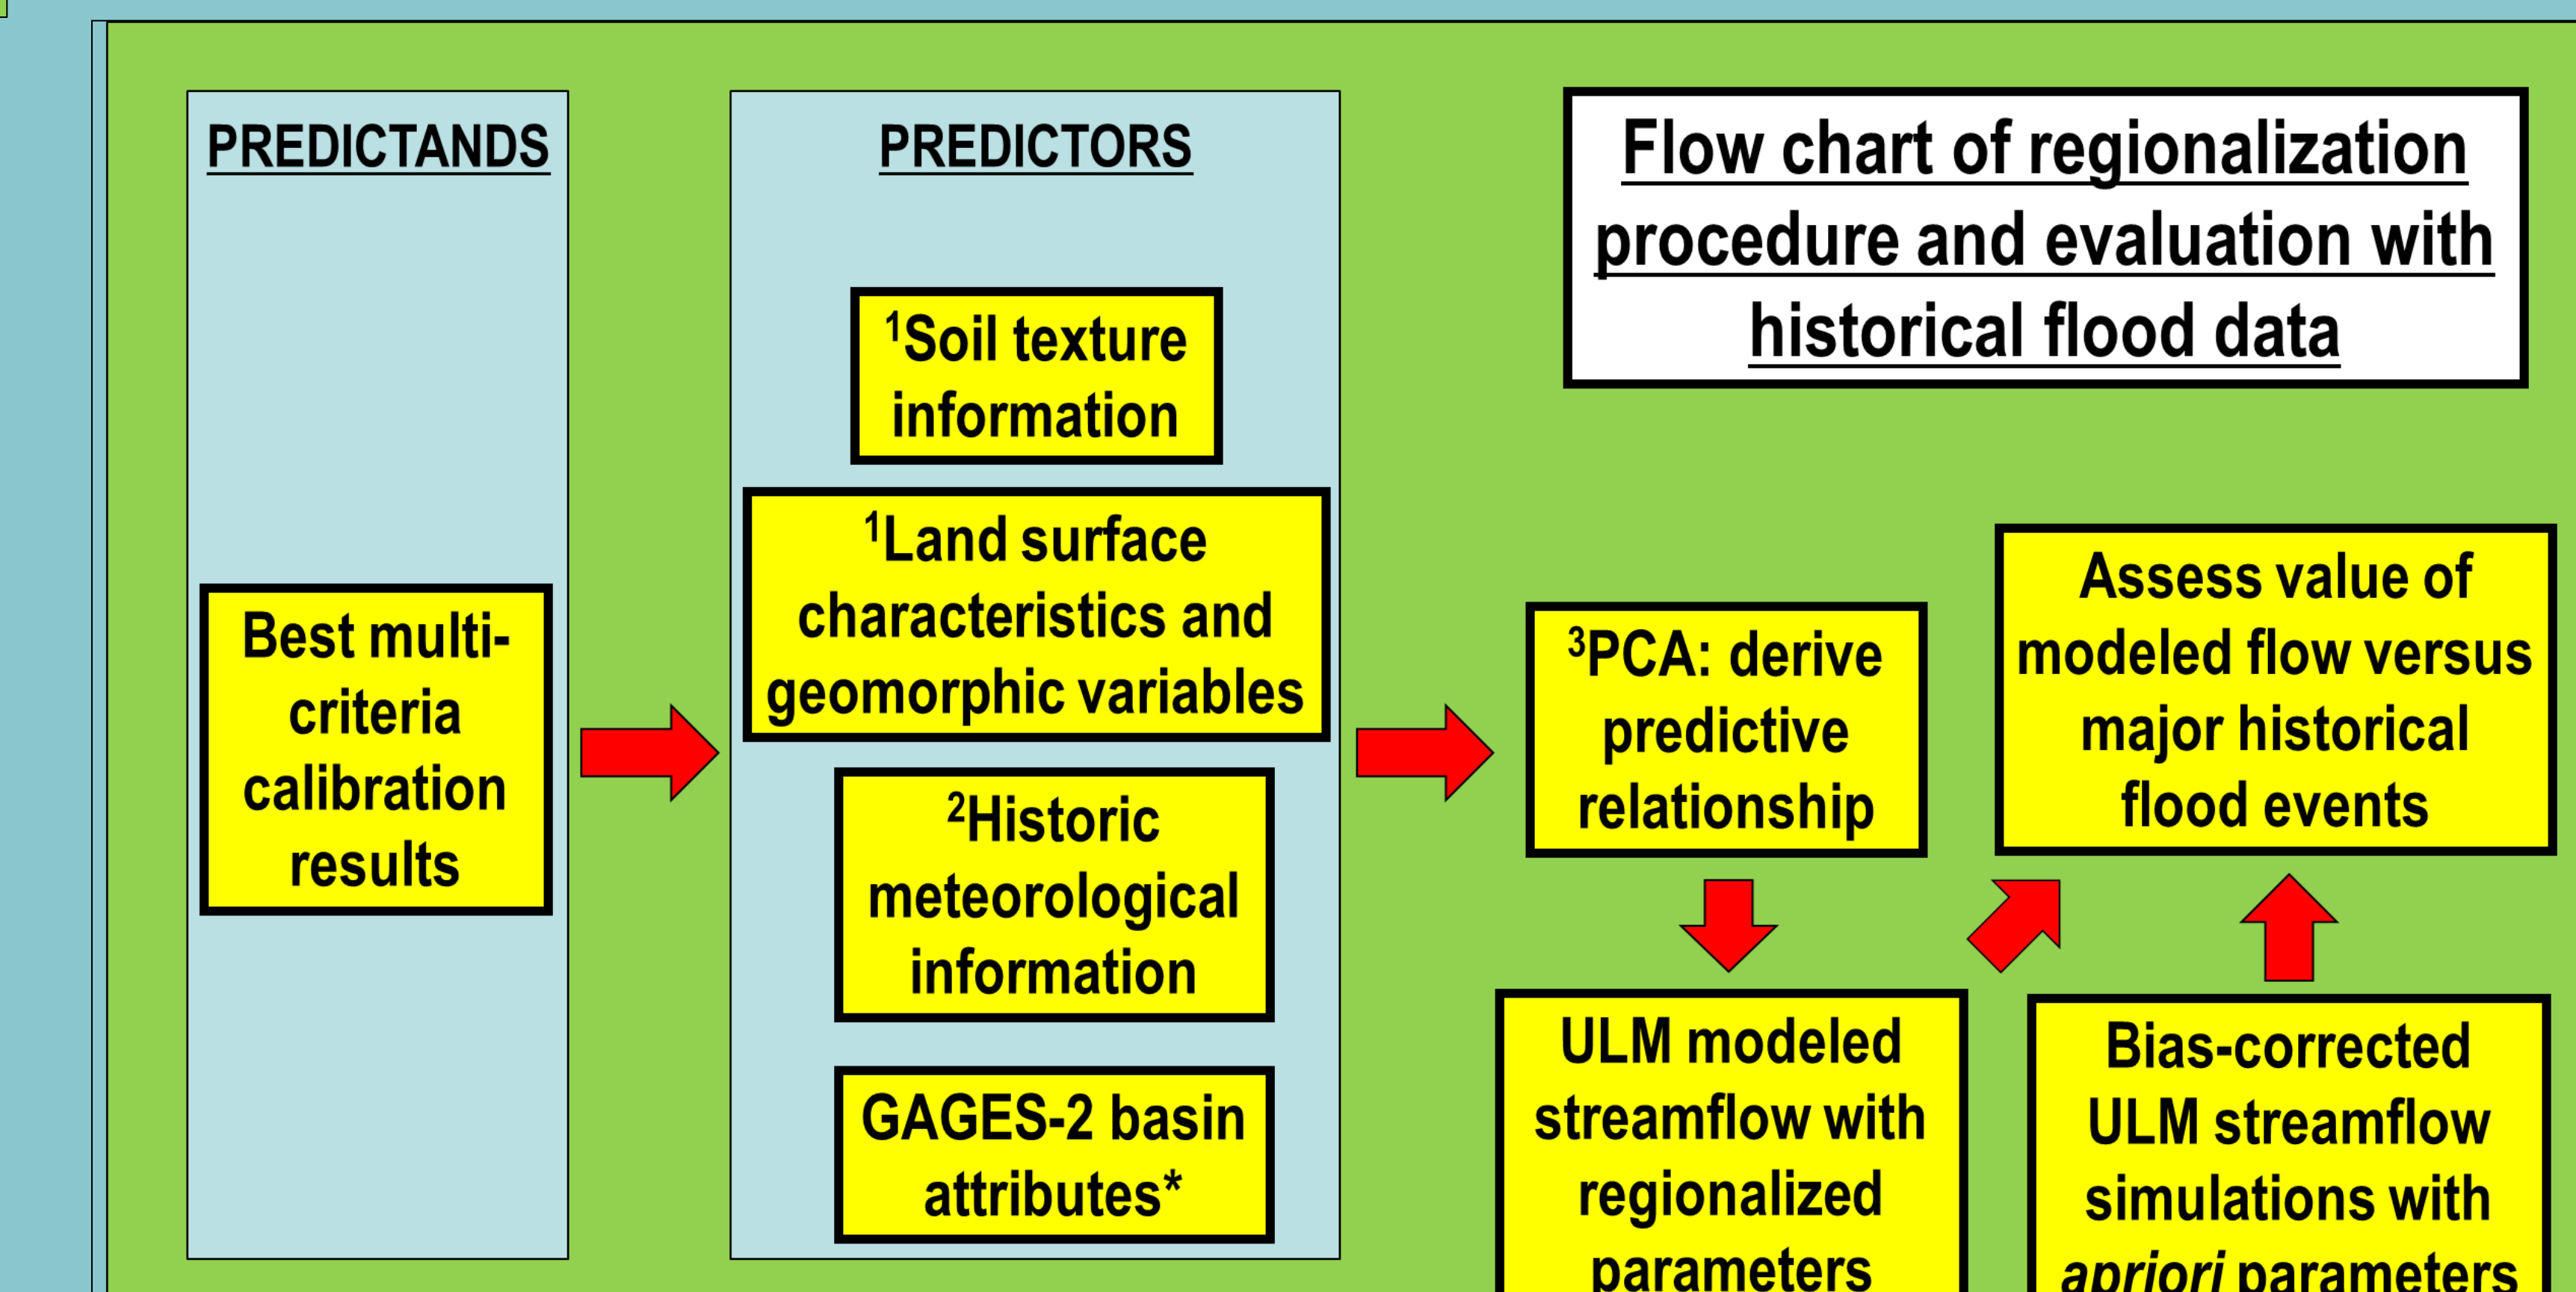 PREDICTANDS
Best multi-
criteria
calibration
results
PREDICTORS
¹Soil texture
information
¹Land surface
characteristics and
geomorphic variables
²Historic
meteorological
information
GAGES-2 basin
attributes*
Flow chart of regionalization
procedure and evaluation with
historical flood data
³PCA: derive
predictive
relationship
Assess value of
modeled flow versus
major historical
flood events
ULM modeled
streamflow with
regionalized
parameters
Bias-corrected
ULM streamflow
simulations with
apriori parameters